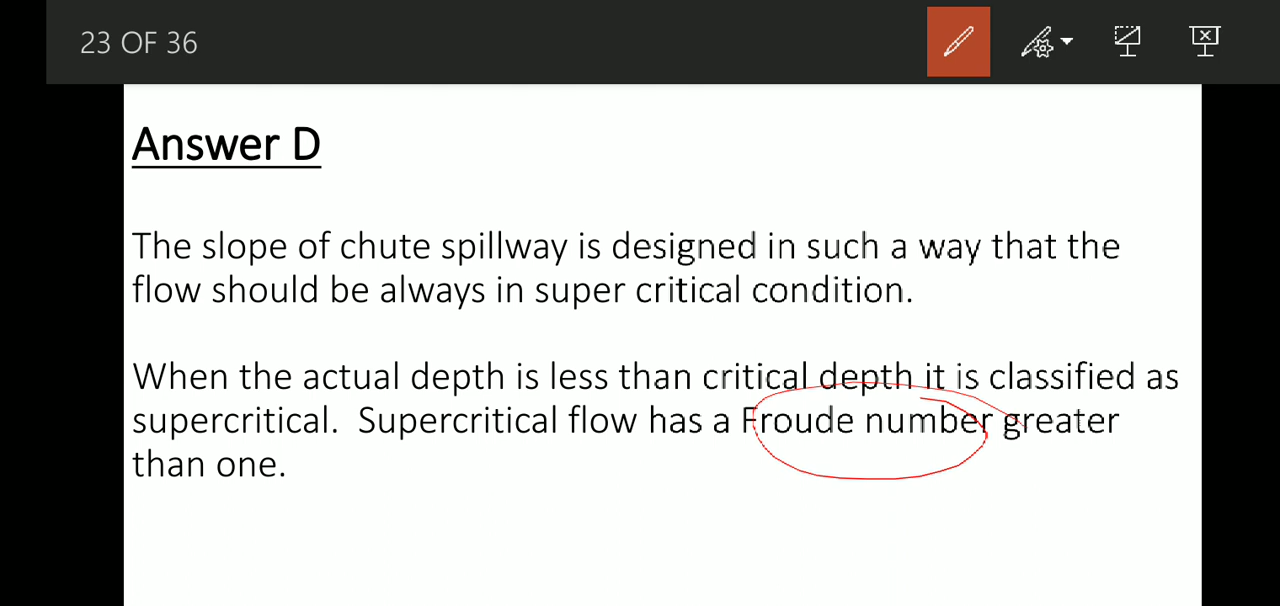 23 OF 36
Answer D
The slope of chute spillway is designed in such a way that the
flow should be always in super critical condition.
When the actual depth is less than critical depth it is classified as
supercritical.  Supercritical flow has a Froude number greater
than one.